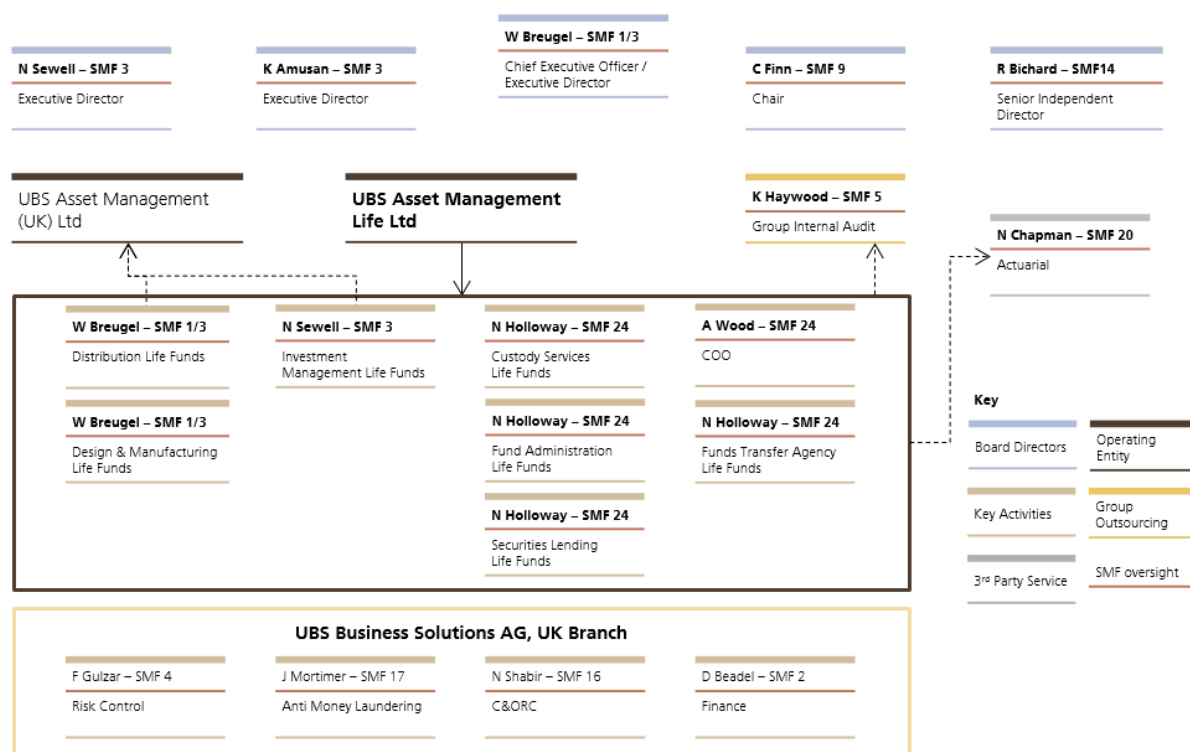 W Breugel – SMF 1/3
Chief Executive Officer /
Executive Director
N Sewell – SMF 3
Executive Director
K Amusan – SMF 3
Executive Director
C Finn – SMF 9
Chair
R Bichard – SMF14
Senior Independent
Director
UBS Asset Management
(UK) Ltd
UBS Asset Management
Life Ltd
K Haywood – SMF 5
Group Internal Audit
N Chapman – SMF 20
Actuarial
W Breugel – SMF 1/3
Distribution Life Funds
N Sewell – SMF 3
Investment
Management Life Funds
N Holloway – SMF 24
Custody Services
Life Funds
A Wood – SMF 24
COO
W Breugel – SMF 1/3
Design & Manufacturing
Life Funds
N Holloway – SMF 24
Fund Administration
Life Funds
N Holloway – SMF 24
Funds Transfer Agency
Life Funds
N Holloway – SMF 24
Securities Lending
Life Funds
Key
Board Directors
Operating
Entity
Key Activities
Group
Outsourcing
3rd Party Service
SMF oversight
UBS Business Solutions AG, UK Branch
F Gulzar – SMF 4
Risk Control
J Mortimer – SMF 17
Anti Money Laundering
N Shabir – SMF 16
C&ORC
D Beadel – SMF 2
Finance